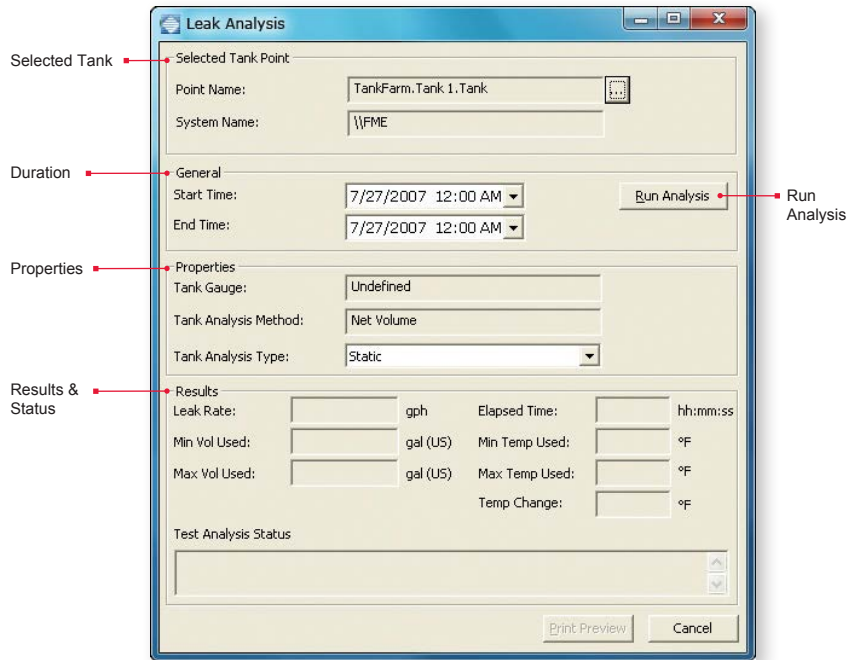 Leak Analysis
Selected Tank
Selected Tank Point
Point Name: TankFarm.Tank 1.Tank ...
System Name: \\FME
Duration
General
Start Time: 7/27/2007 12:00 AM
Run Analysis
Run Analysis
End Time: 7/27/2007 12:00 AM
Properties
Properties
Tank Gauge: Undefined
Tank Analysis Method: Net Volume
Tank Analysis Type: Static
Results & Status
Results
Leak Rate: gph Elapsed Time: hh:mm:ss
Min Vol Used: gal (US) Min Temp Used: °F
Max Vol Used: gal (US) Max Temp Used: °F
Temp Change: °F
Test Analysis Status
Print Preview Cancel